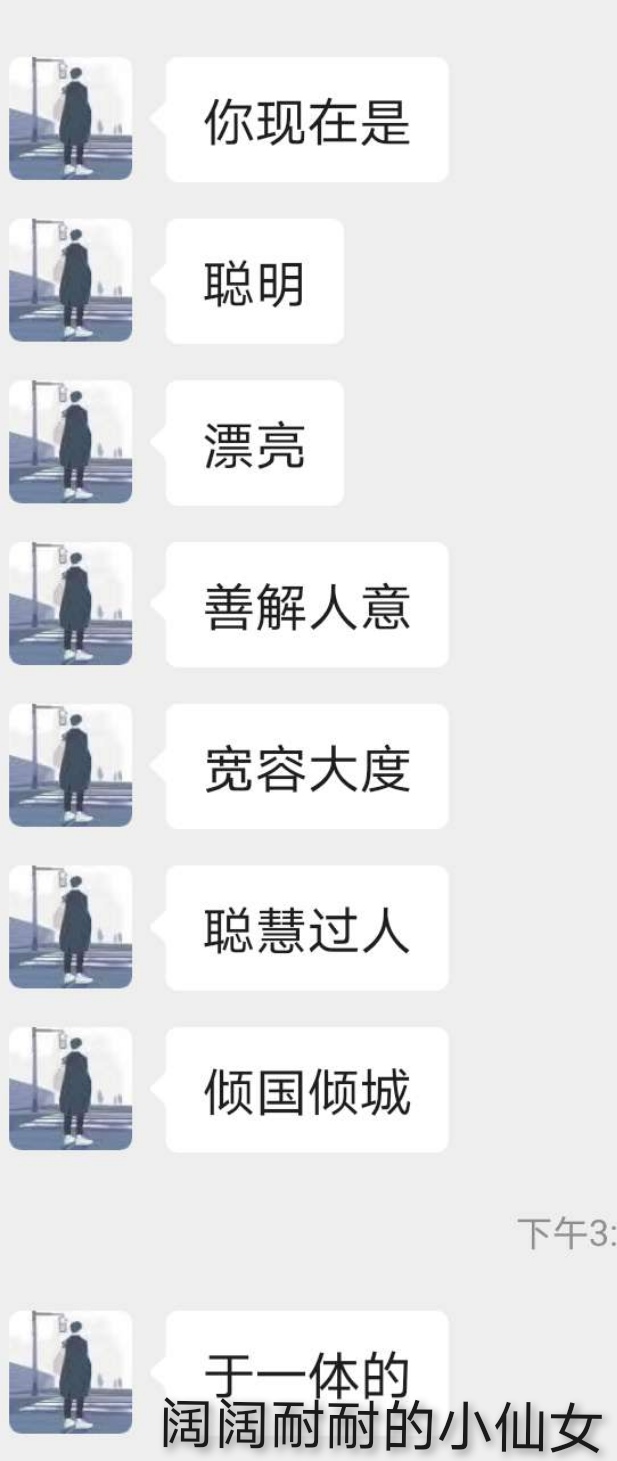 你现在是
聪明
漂亮
善解人意
宽容大度
聪慧过人
倾国倾城
下午3:
于一体的
阔阔耐耐的小仙女